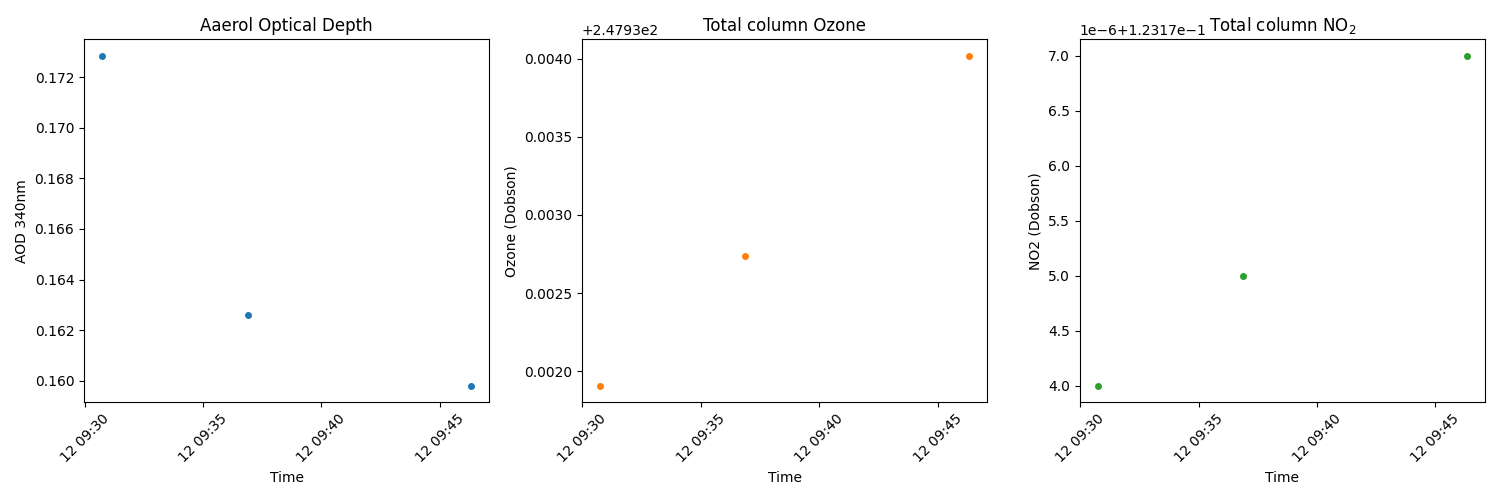 Aaerol Optical Depth
AOD 340nm
0.172
0.170
0.168
0.166
0.164
0.162
0.160
12 09:30
12 09:35
12 09:40
12 09:45
Time
Total column Ozone
+2.4793e2
Ozone (Dobson)
0.0040
0.0035
0.0030
0.0025
0.0020
12 09:30
12 09:35
12 09:40
12 09:45
Time
Total column NO₂
1e-6+1.2317e-1
NO2 (Dobson)
7.0
6.5
6.0
5.5
5.0
4.5
4.0
12 09:30
12 09:35
12 09:40
12 09:45
Time